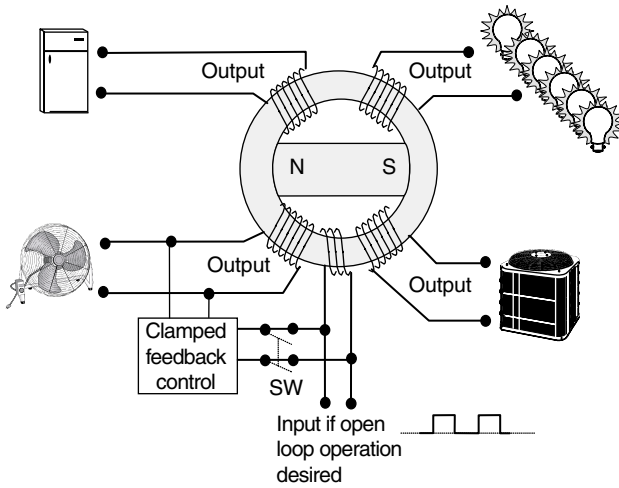 Output
Output
N
S
Output
Output
Clamped
feedback
control
SW
Input if open
loop operation
desired